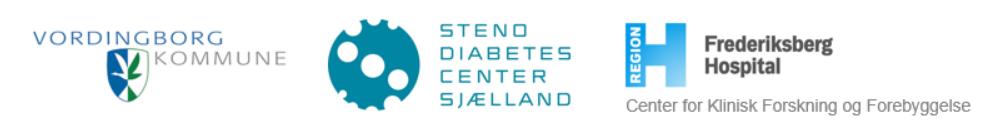 VORDINGBORG
KOMMUNE
STENO
DIABETES
CENTER
SJÆLLAND
REGION
H
Frederiksberg
Hospital
Center for Klinisk Forskning og Forebyggelse